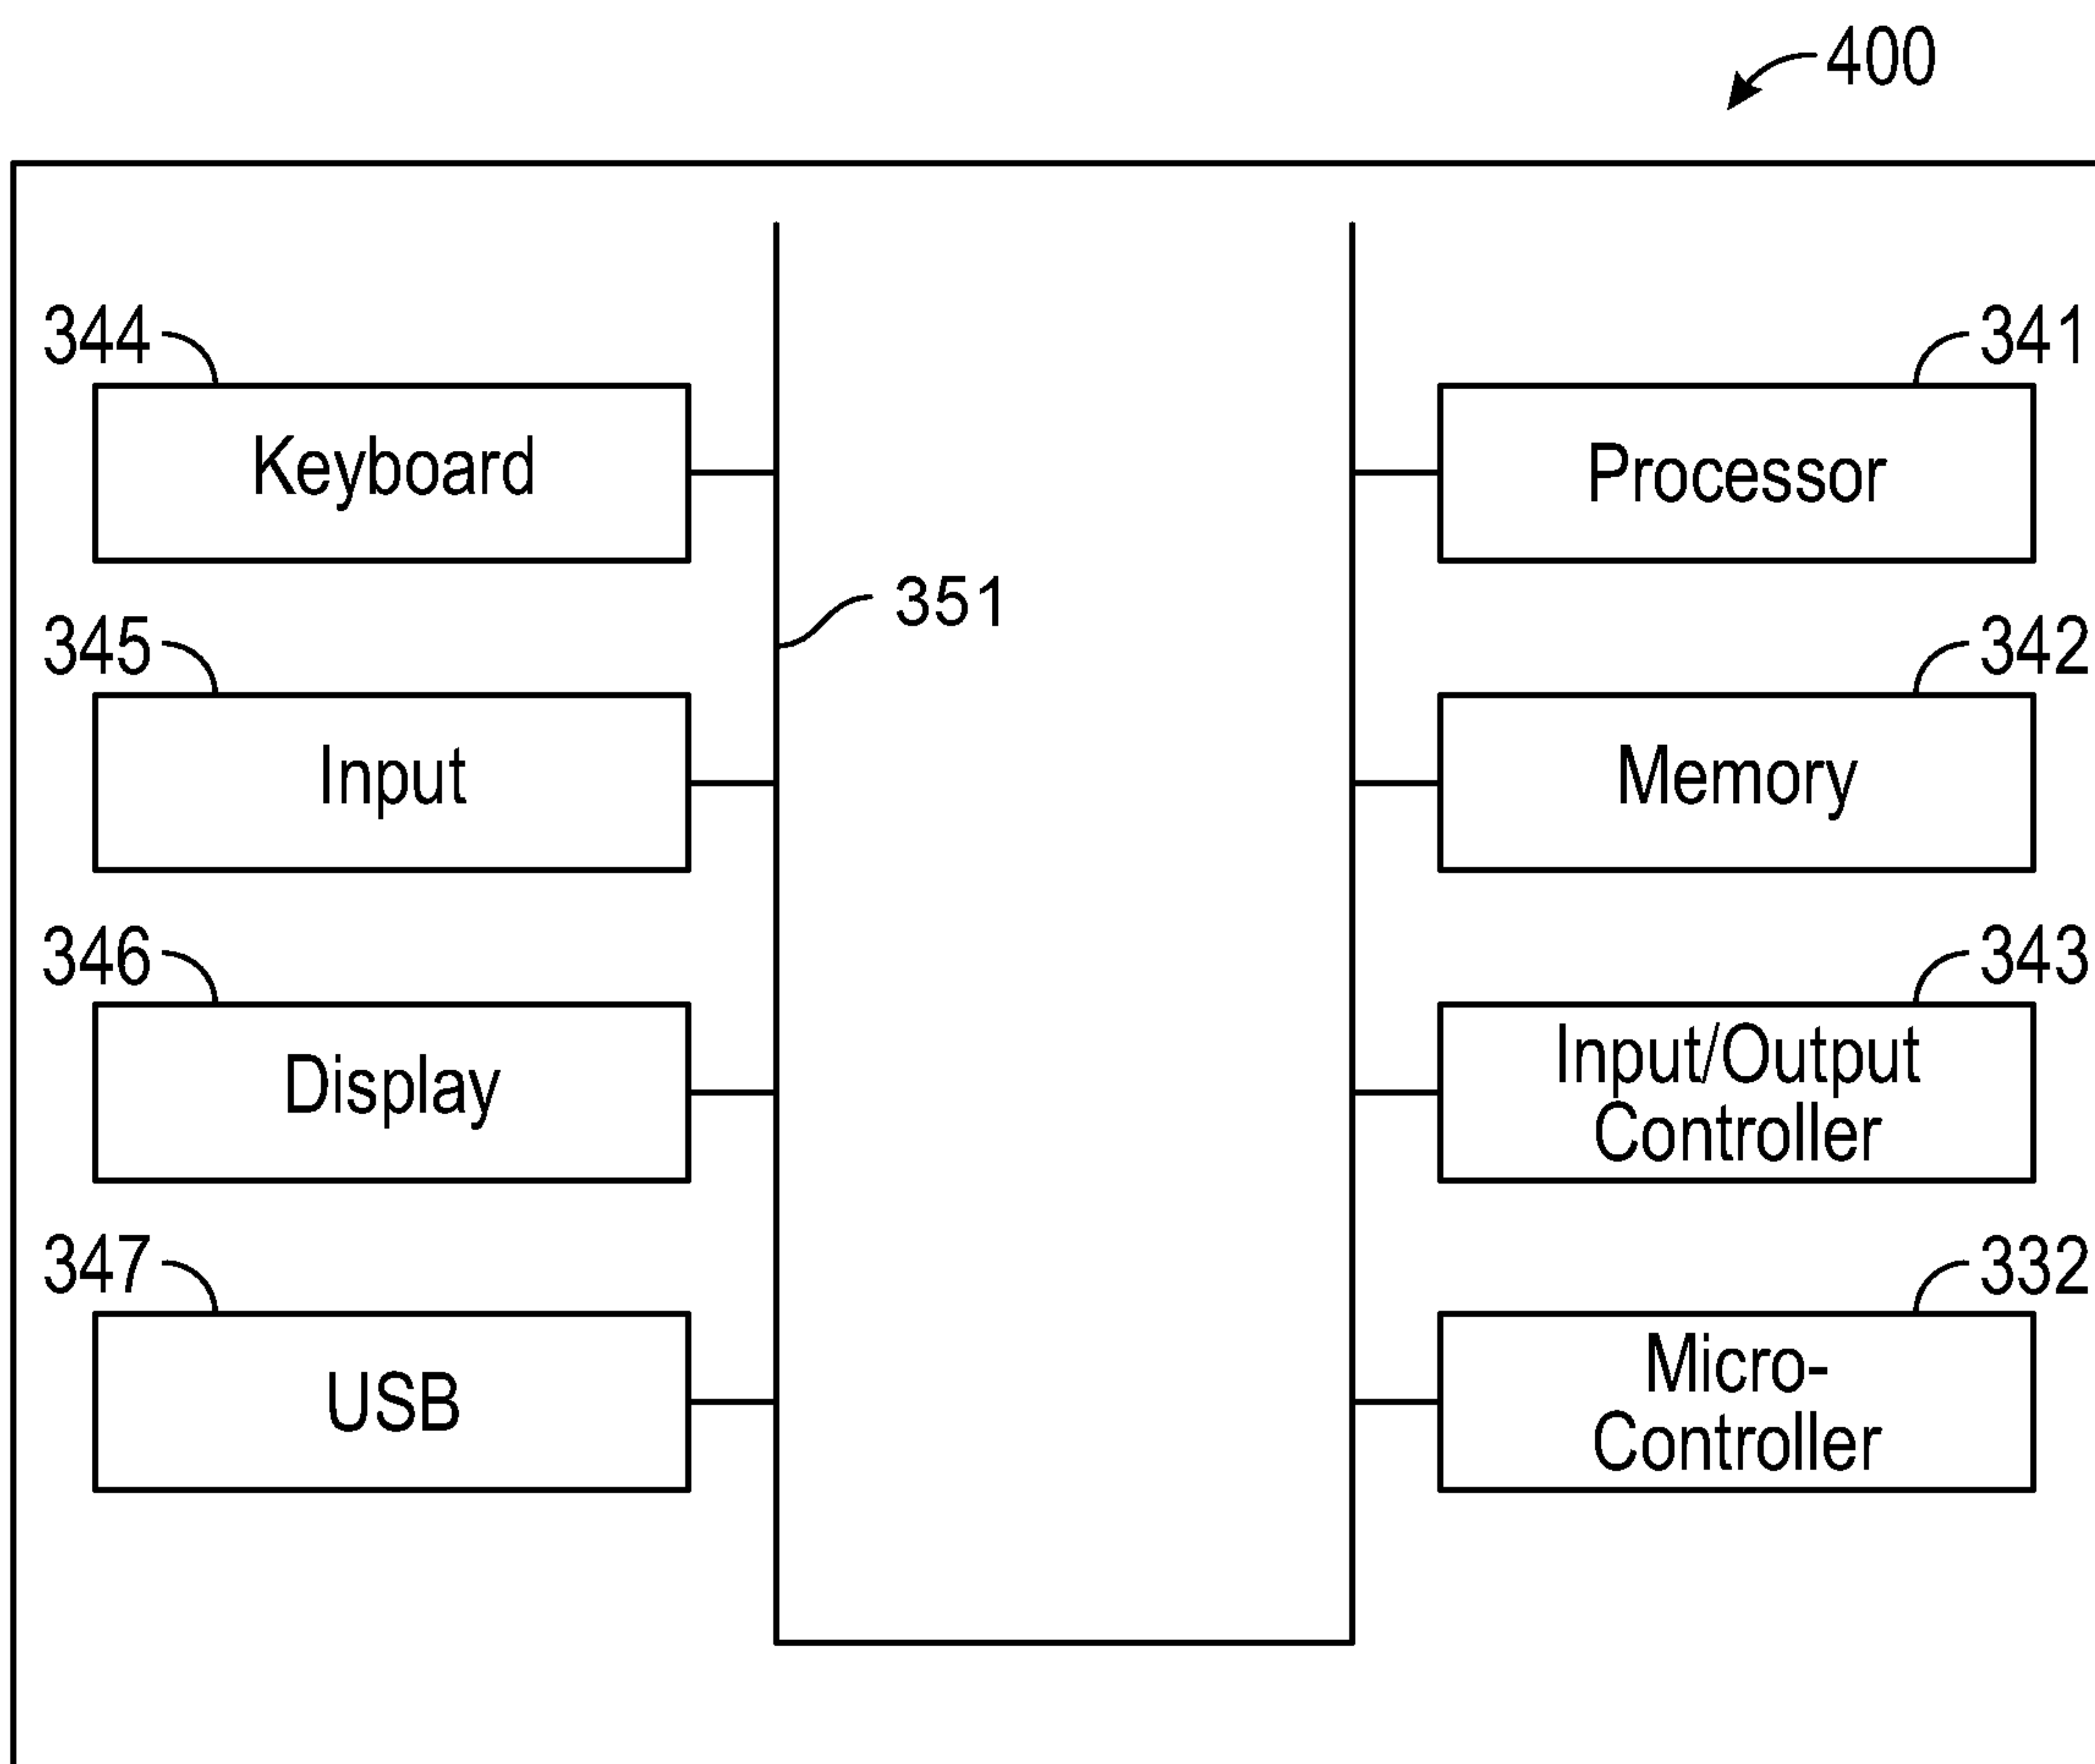 400
344
341
Keyboard
Processor
351
345
342
Input
Memory
346
343
Display
Input/Output
Controller
347
332
USB
Micro-
Controller